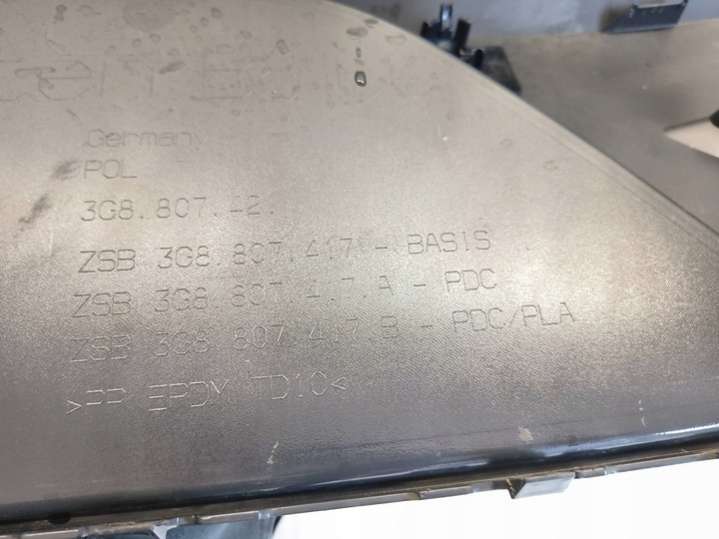 Germany
POL
3G8.807.421
ZSB 3G8.807.417 - BASIS
ZSB 3G8.807.417.A - PDC
ZSB 3G8.807.417.B - PDC/PLA
>PP EPDM TD10<